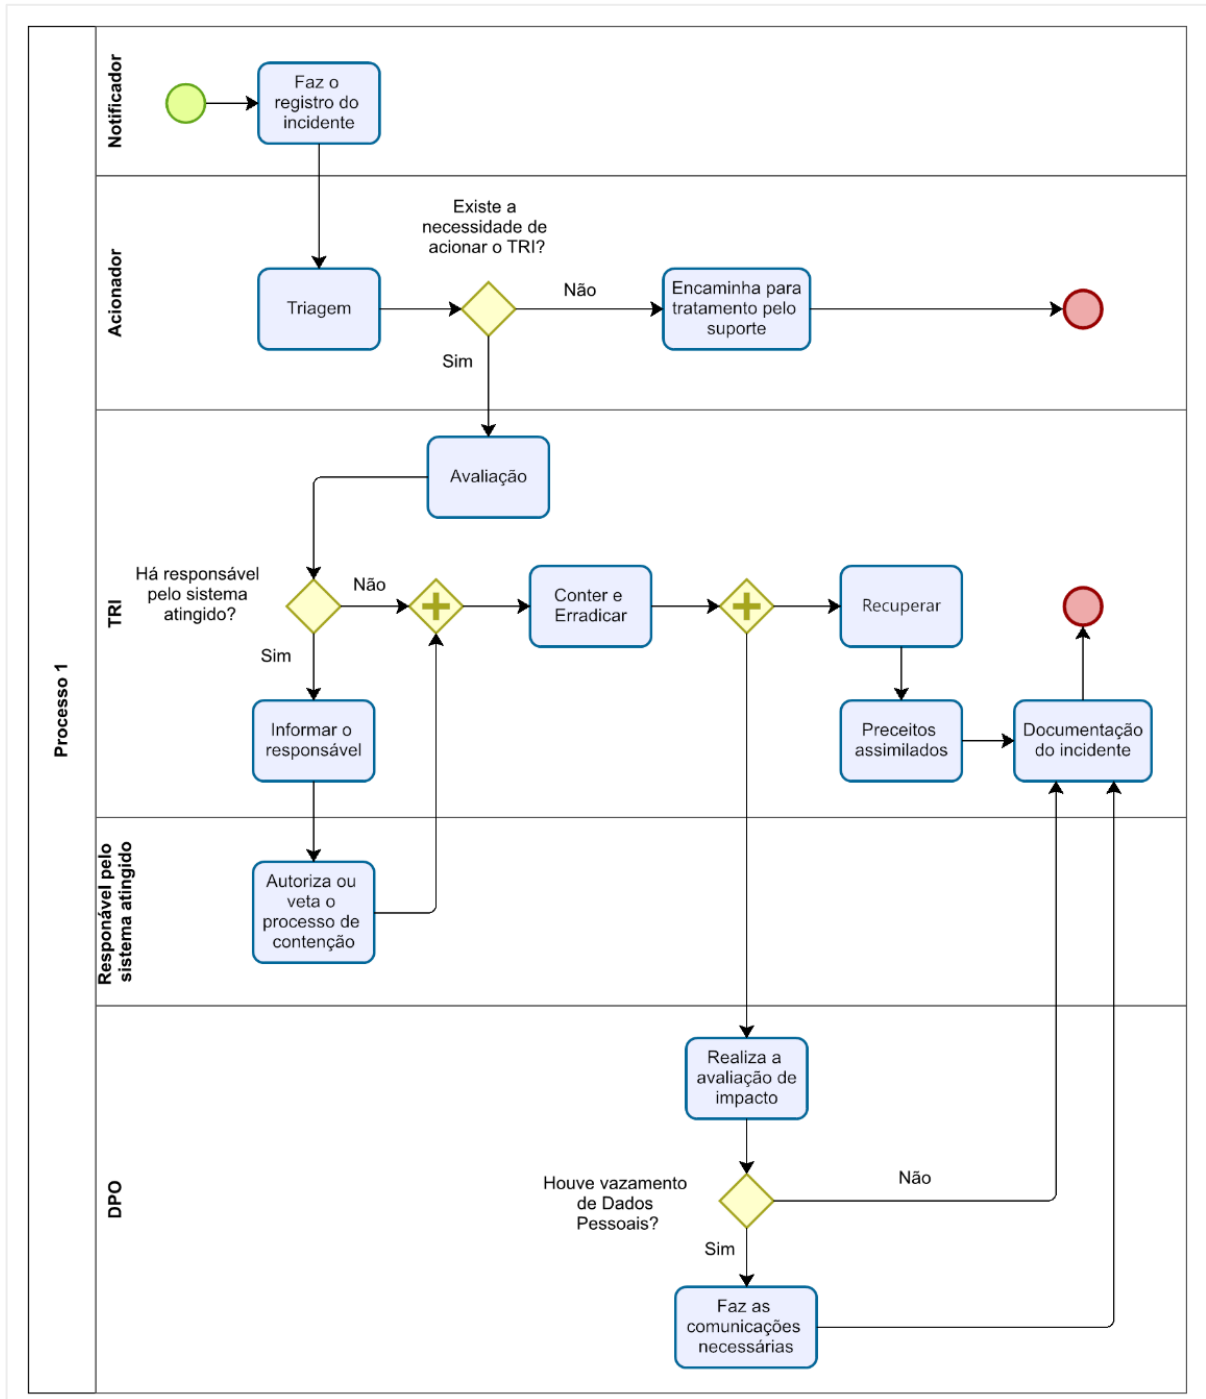 Processo 1
Notificador
Faz o
registro do
incidente
Acionador
Existe a
necessidade de
acionar o TRI?
Triagem
Não
Encaminha para
tratamento pelo
suporte
Sim
TRI
Avaliação
Há responsável
pelo sistema
atingido?
Não
Conter e
Erradicar
Recuperar
Sim
Informar o
responsável
Preceitos
assimilados
Documentação
do incidente
Responável pelo
sistema atingido
Autoriza ou
veta o
processo de
contenção
DPO
Realiza a
avaliação de
impacto
Houve vazamento
de Dados
Pessoais?
Não
Sim
Faz as
comunicações
necessárias